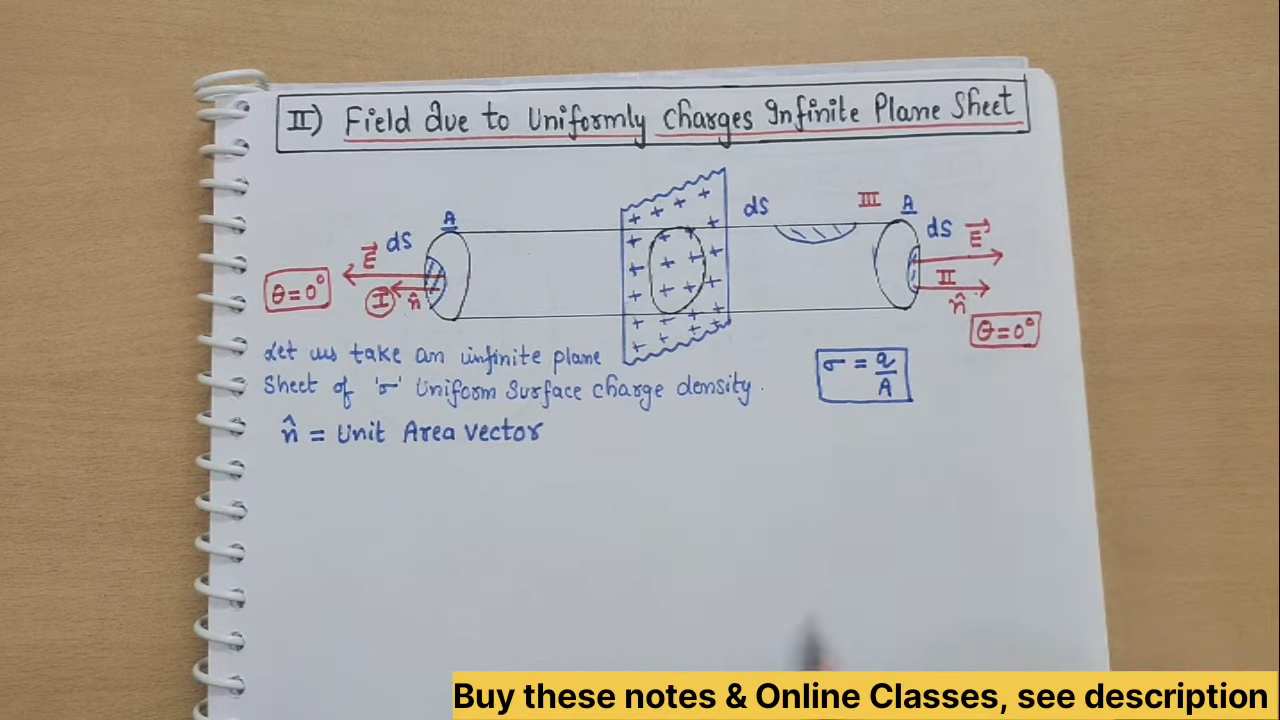 II) Field due to Uniformly charges Infinite Plane Sheet
A
dS
III
A
dS
dS
E
E
θ = 0°
I
n̂
II
n̂
θ = 0°
Let us take an infinite plane
Sheet of 'σ' Uniform Surface charge density.
σ = q/A
n̂ = Unit Area vector
Buy these notes & Online Classes, see description